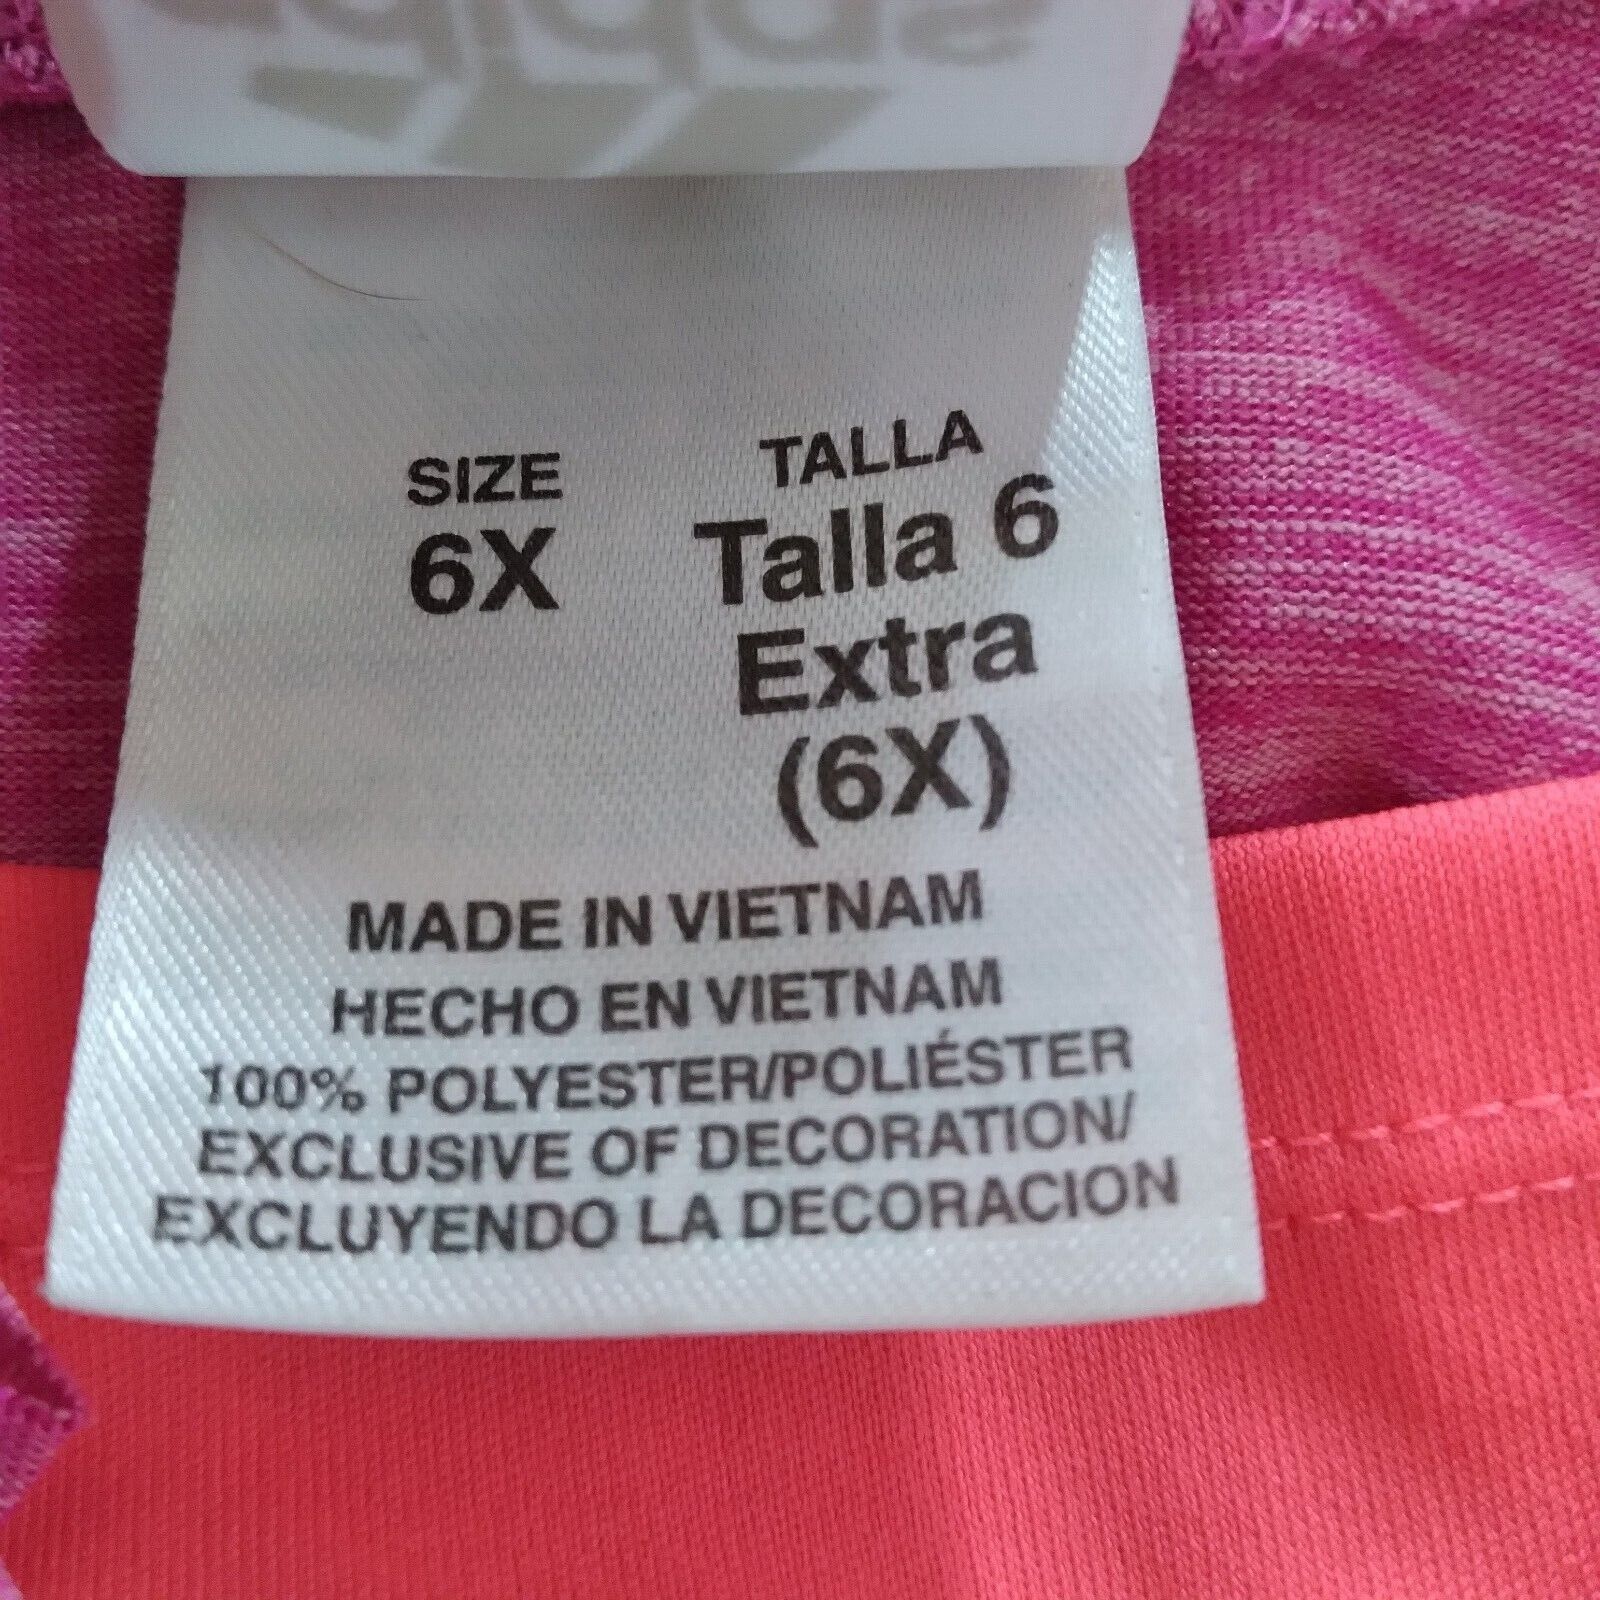 adidas
SIZE
6X
TALLA
Talla 6
Extra
(6X)
MADE IN VIETNAM
HECHO EN VIETNAM
100% POLYESTER/POLIÉSTER
EXCLUSIVE OF DECORATION/
EXCLUYENDO LA DECORACION